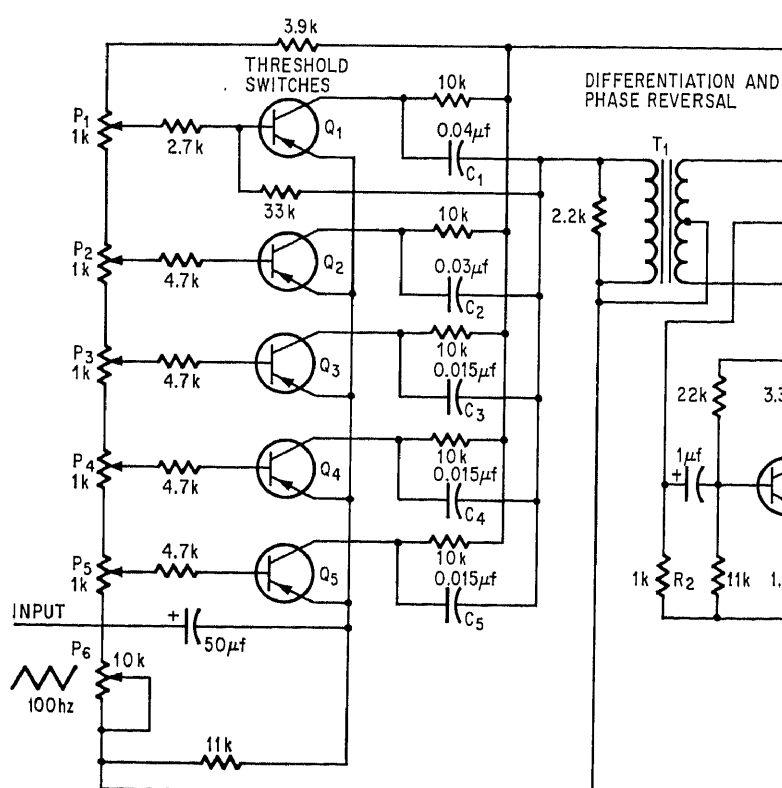 3.9k
THRESHOLD
SWITCHES
10k
DIFFERENTIATION AND
PHASE REVERSAL
P1
1k
2.7k
Q1
0.04μf
C1
T1
33k
10k
2.2k
P2
1k
4.7k
Q2
0.03μf
C2
P3
1k
4.7k
Q3
10k
0.015μf
C3
22k
3.3
P4
1k
4.7k
Q4
10k
0.015μf
C4
1μf
+
P5
1k
4.7k
Q5
10k
0.015μf
C5
1k
R2
11k
1.
INPUT
+
50μf
P6
10k
100hz
11k